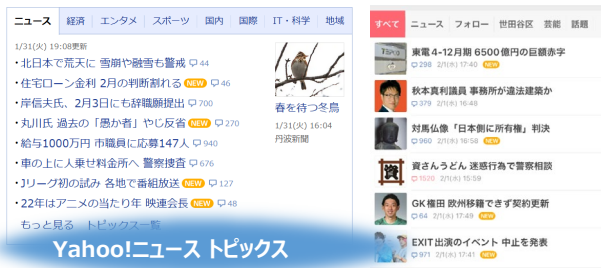 ニュース 経済 エンタメ スポーツ 国内 国際 IT・科学 地域
1/31(火) 19:08更新
・北日本で荒天に 雪崩や融雪も警戒 44
・住宅ローン金利 2月の判断割れる NEW 46
・岸信夫氏、2月3日にも辞職願提出 700
・丸川氏 過去の「愚か者」やじ反省 NEW 270
・給与1000万円 市職員に応募147人 940
・車の上に人乗せ料金所へ 警察捜査 676
・Jリーグ初の試み 各地で番組放送 NEW 127
・22年はアニメの当たり年 映連会長 NEW 48
もっと見る トピックス一覧
春を待つ冬鳥
1/31(火) 16:04
丹波新聞
Yahoo!ニュース トピックス
すべて ニュース フォロー 世田谷区 芸能 話題
TEPCO
東電4-12月期 6500億円の巨額赤字
298 2/1(水) 17:40 NEW
秋本真利議員 事務所が違法建築か
379 2/1(水) 16:48
対馬仏像「日本側に所有権」判決
960 2/1(水) 16:58 NEW
資さんうどん 迷惑行為で警察相談
1520 2/1(水) 15:59
GK権田 欧州移籍できず契約更新
64 2/1(水) 17:49 NEW
EXIT出演のイベント 中止を発表
971 2/1(水) 17:41 NEW